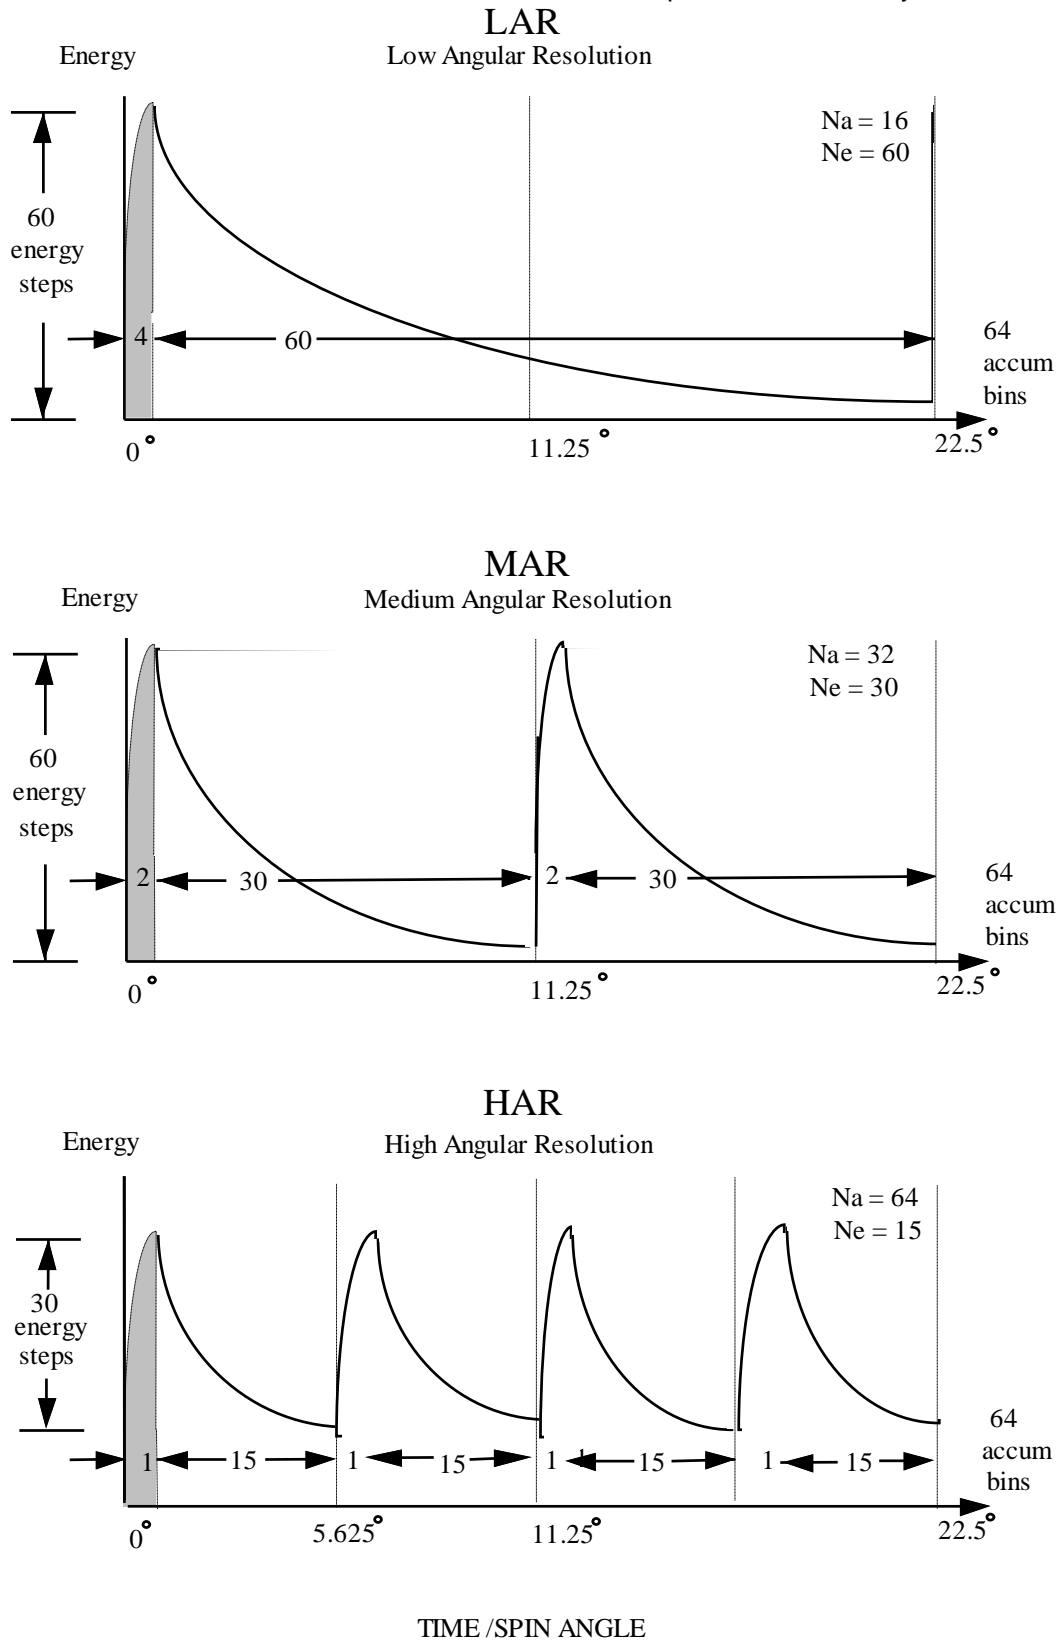 LAR
Energy
Low Angular Resolution
Na = 16
Ne = 60
60
energy
steps
4
60
64
accum
bins
0°
11.25°
22.5°
MAR
Energy
Medium Angular Resolution
Na = 32
Ne = 30
60
energy
steps
2
30
2
30
64
accum
bins
0°
11.25°
22.5°
HAR
Energy
High Angular Resolution
Na = 64
Ne = 15
30
energy
steps
1
15
1
15
1
15
1
15
64
accum
bins
0°
5.625°
11.25°
22.5°
TIME /SPIN ANGLE